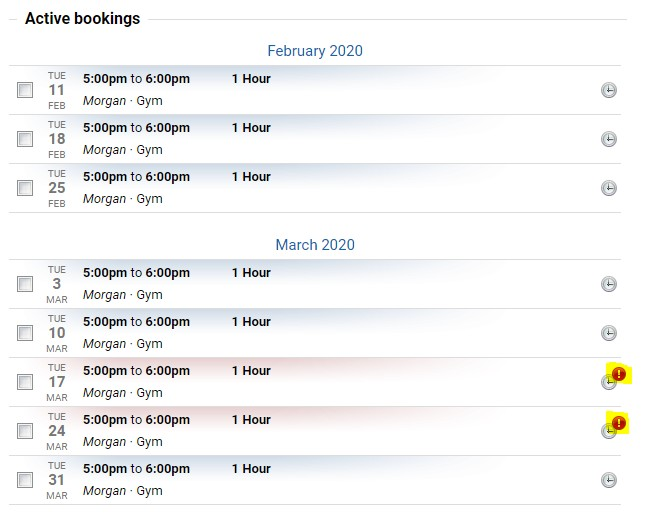 Active bookings
February 2020
TUE
11
FEB
5:00pm to 6:00pm 1 Hour
Morgan · Gym
TUE
18
FEB
5:00pm to 6:00pm 1 Hour
Morgan · Gym
TUE
25
FEB
5:00pm to 6:00pm 1 Hour
Morgan · Gym
March 2020
TUE
3
MAR
5:00pm to 6:00pm 1 Hour
Morgan · Gym
TUE
10
MAR
5:00pm to 6:00pm 1 Hour
Morgan · Gym
TUE
17
MAR
5:00pm to 6:00pm 1 Hour
Morgan · Gym
!
TUE
24
MAR
5:00pm to 6:00pm 1 Hour
Morgan · Gym
!
TUE
31
MAR
5:00pm to 6:00pm 1 Hour
Morgan · Gym